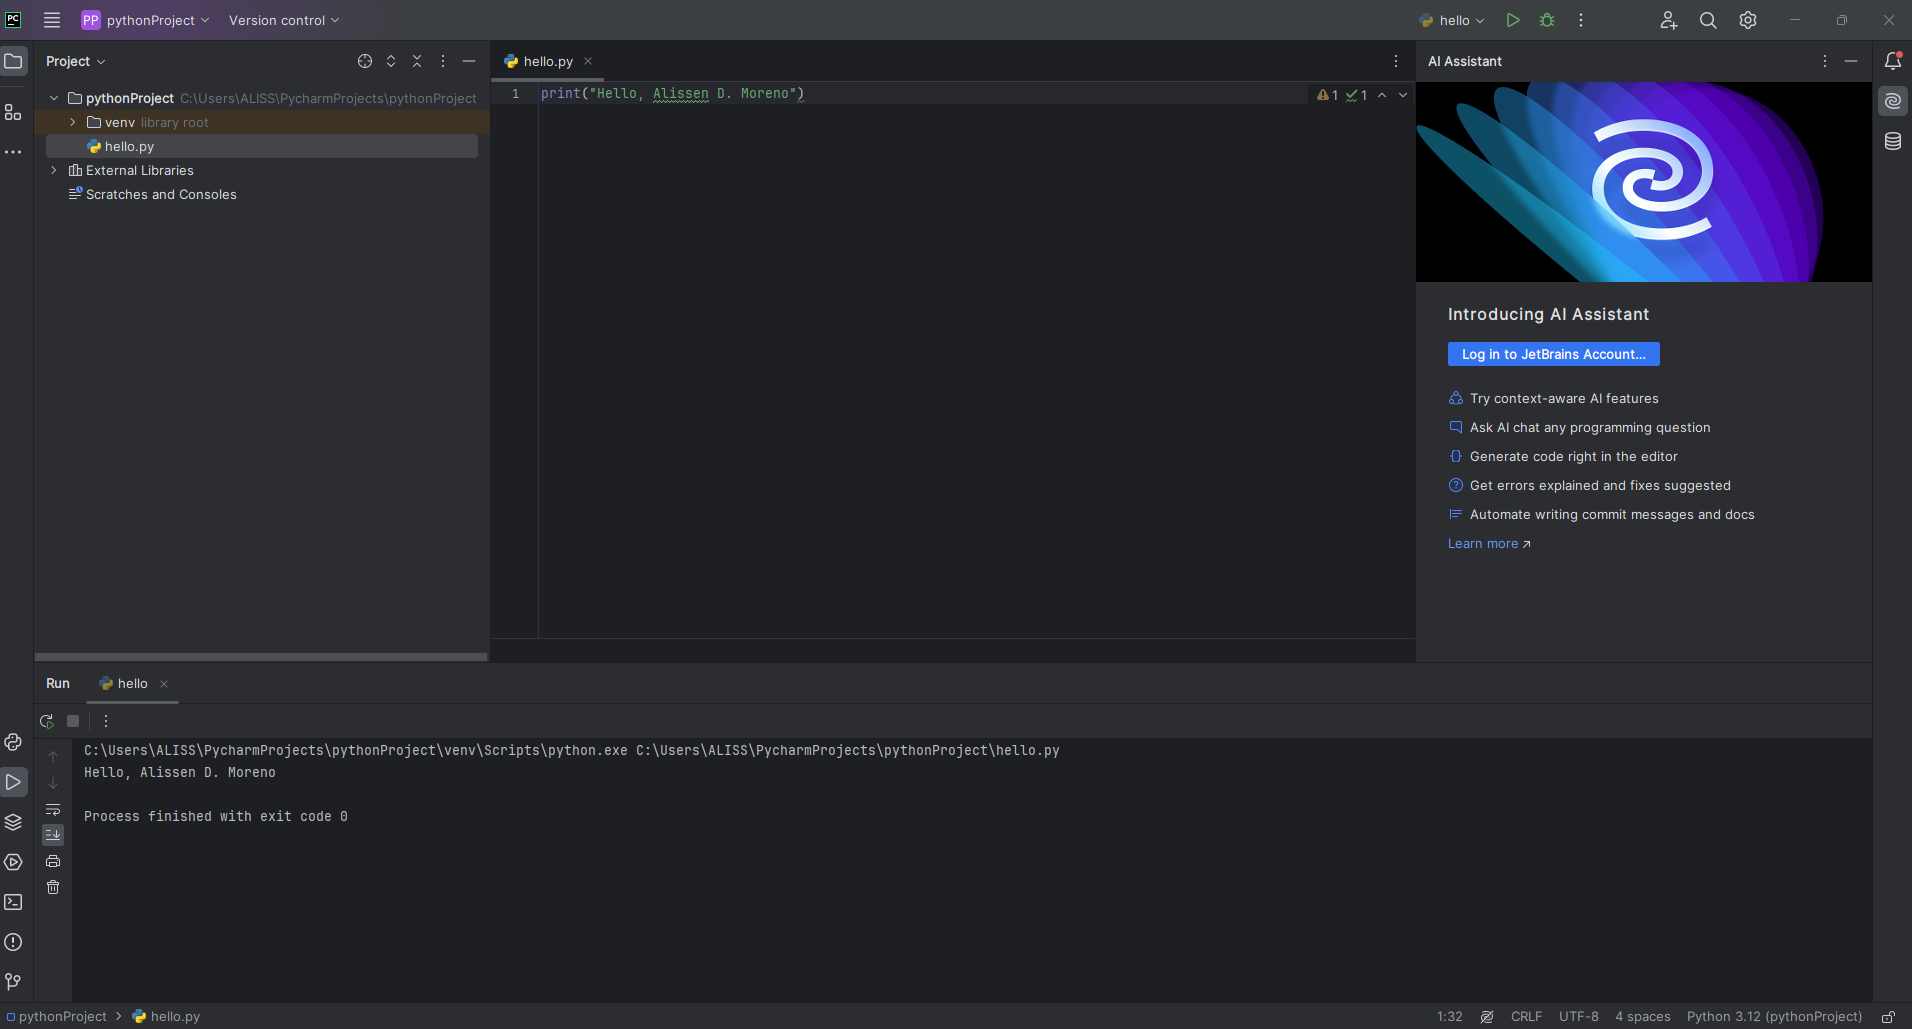 PC
PP pythonProject Version control
hello
Project
pythonProject C:\Users\ALISS\PycharmProjects\pythonProject
venv library root
hello.py
External Libraries
Scratches and Consoles
hello.py
1 print("Hello, Alissen D. Moreno")
1 1
AI Assistant
Introducing AI Assistant
Log in to JetBrains Account...
Try context-aware AI features
Ask AI chat any programming question
Generate code right in the editor
Get errors explained and fixes suggested
Automate writing commit messages and docs
Learn more ↗
Run hello
C:\Users\ALISS\PycharmProjects\pythonProject\venv\Scripts\python.exe C:\Users\ALISS\PycharmProjects\pythonProject\hello.py
Hello, Alissen D. Moreno
Process finished with exit code 0
pythonProject > hello.py
1:32 CRLF UTF-8 4 spaces Python 3.12 (pythonProject)